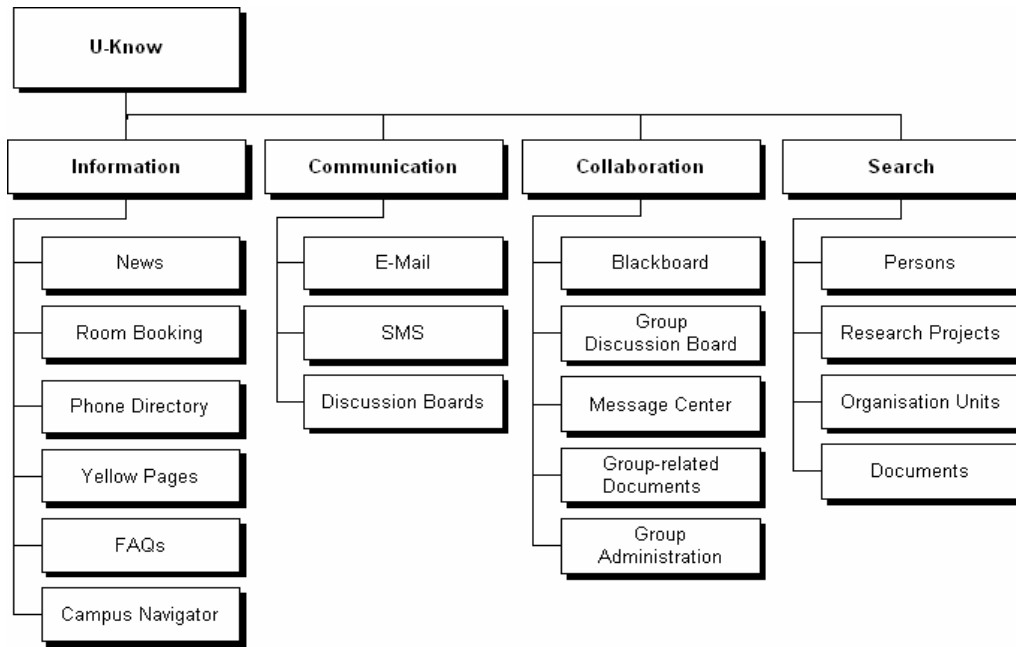 U-Know
Information
Communication
Collaboration
Search
News
Room Booking
Phone Directory
Yellow Pages
FAQs
Campus Navigator
E-Mail
SMS
Discussion Boards
Blackboard
Group
Discussion Board
Message Center
Group-related
Documents
Group
Administration
Persons
Research Projects
Organisation Units
Documents